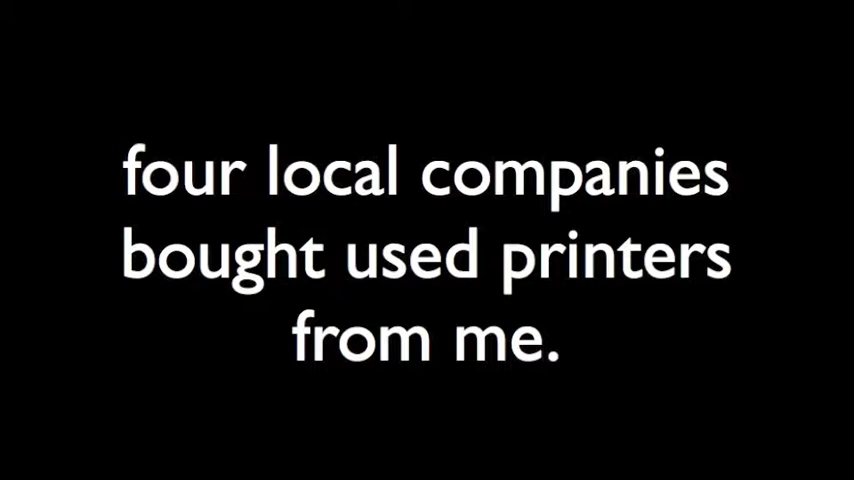 four local companies
bought used printers
from me.